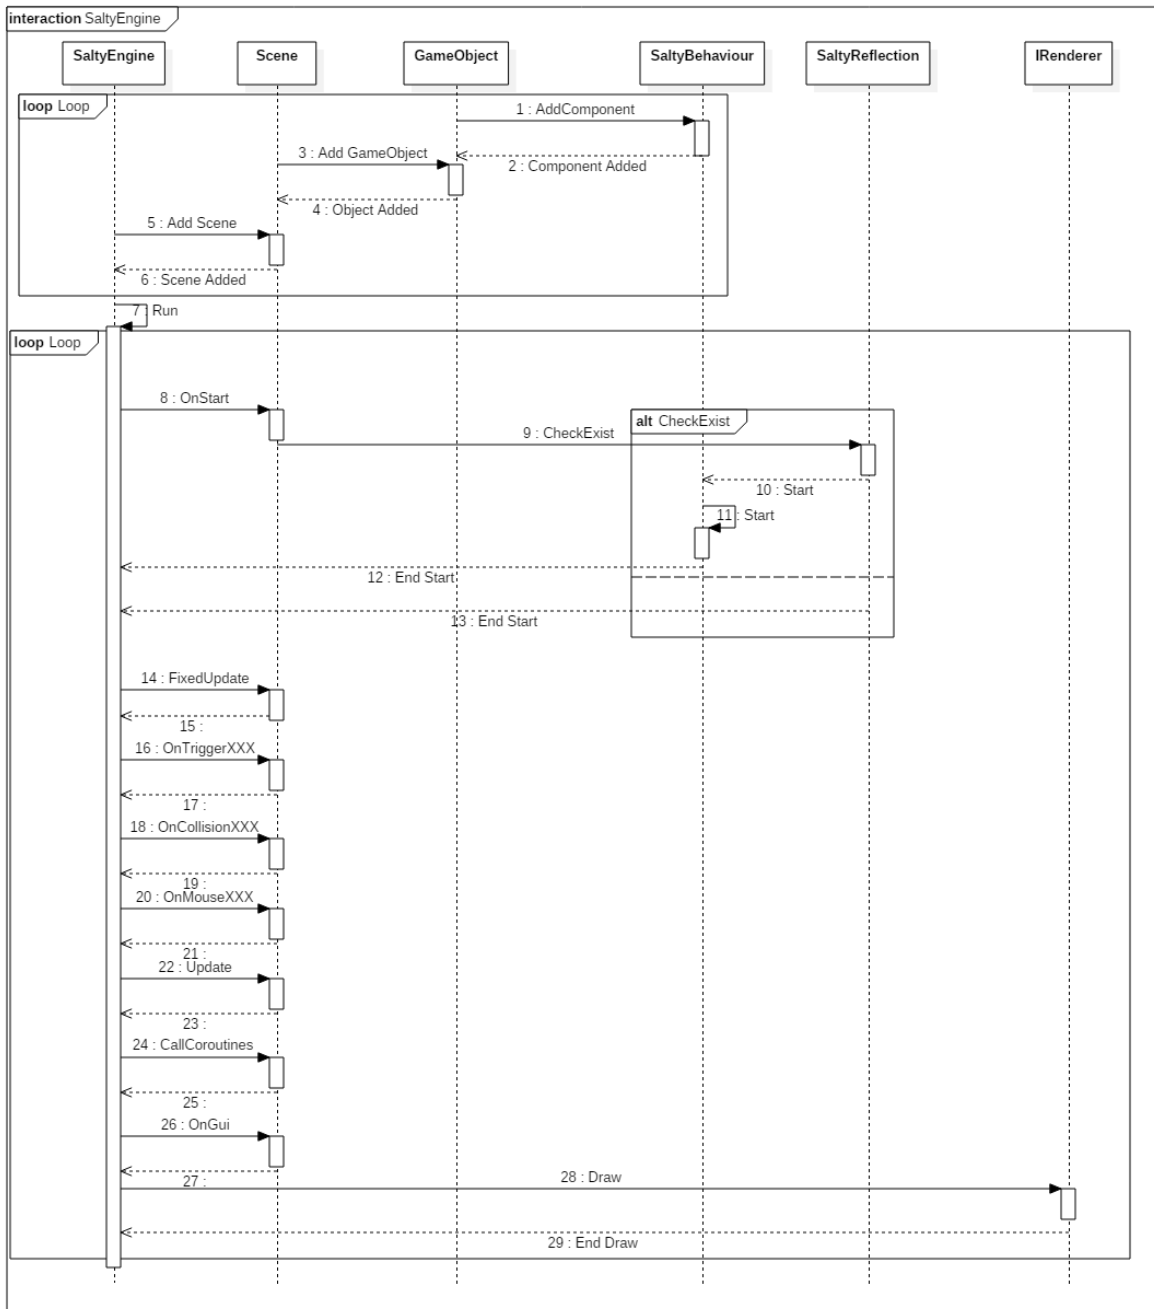 interaction SaltyEngine
SaltyEngine
Scene
GameObject
SaltyBehaviour
SaltyReflection
IRenderer
loop Loop
1 : AddComponent
3 : Add GameObject
2 : Component Added
4 : Object Added
5 : Add Scene
6 : Scene Added
7 : Run
loop Loop
8 : OnStart
alt CheckExist
9 : CheckExist
10 : Start
11 : Start
12 : End Start
13 : End Start
14 : FixedUpdate
15 :
16 : OnTriggerXXX
17 :
18 : OnCollisionXXX
19 :
20 : OnMouseXXX
21 :
22 : Update
23 :
24 : CallCoroutines
25 :
26 : OnGui
27 :
28 : Draw
29 : End Draw